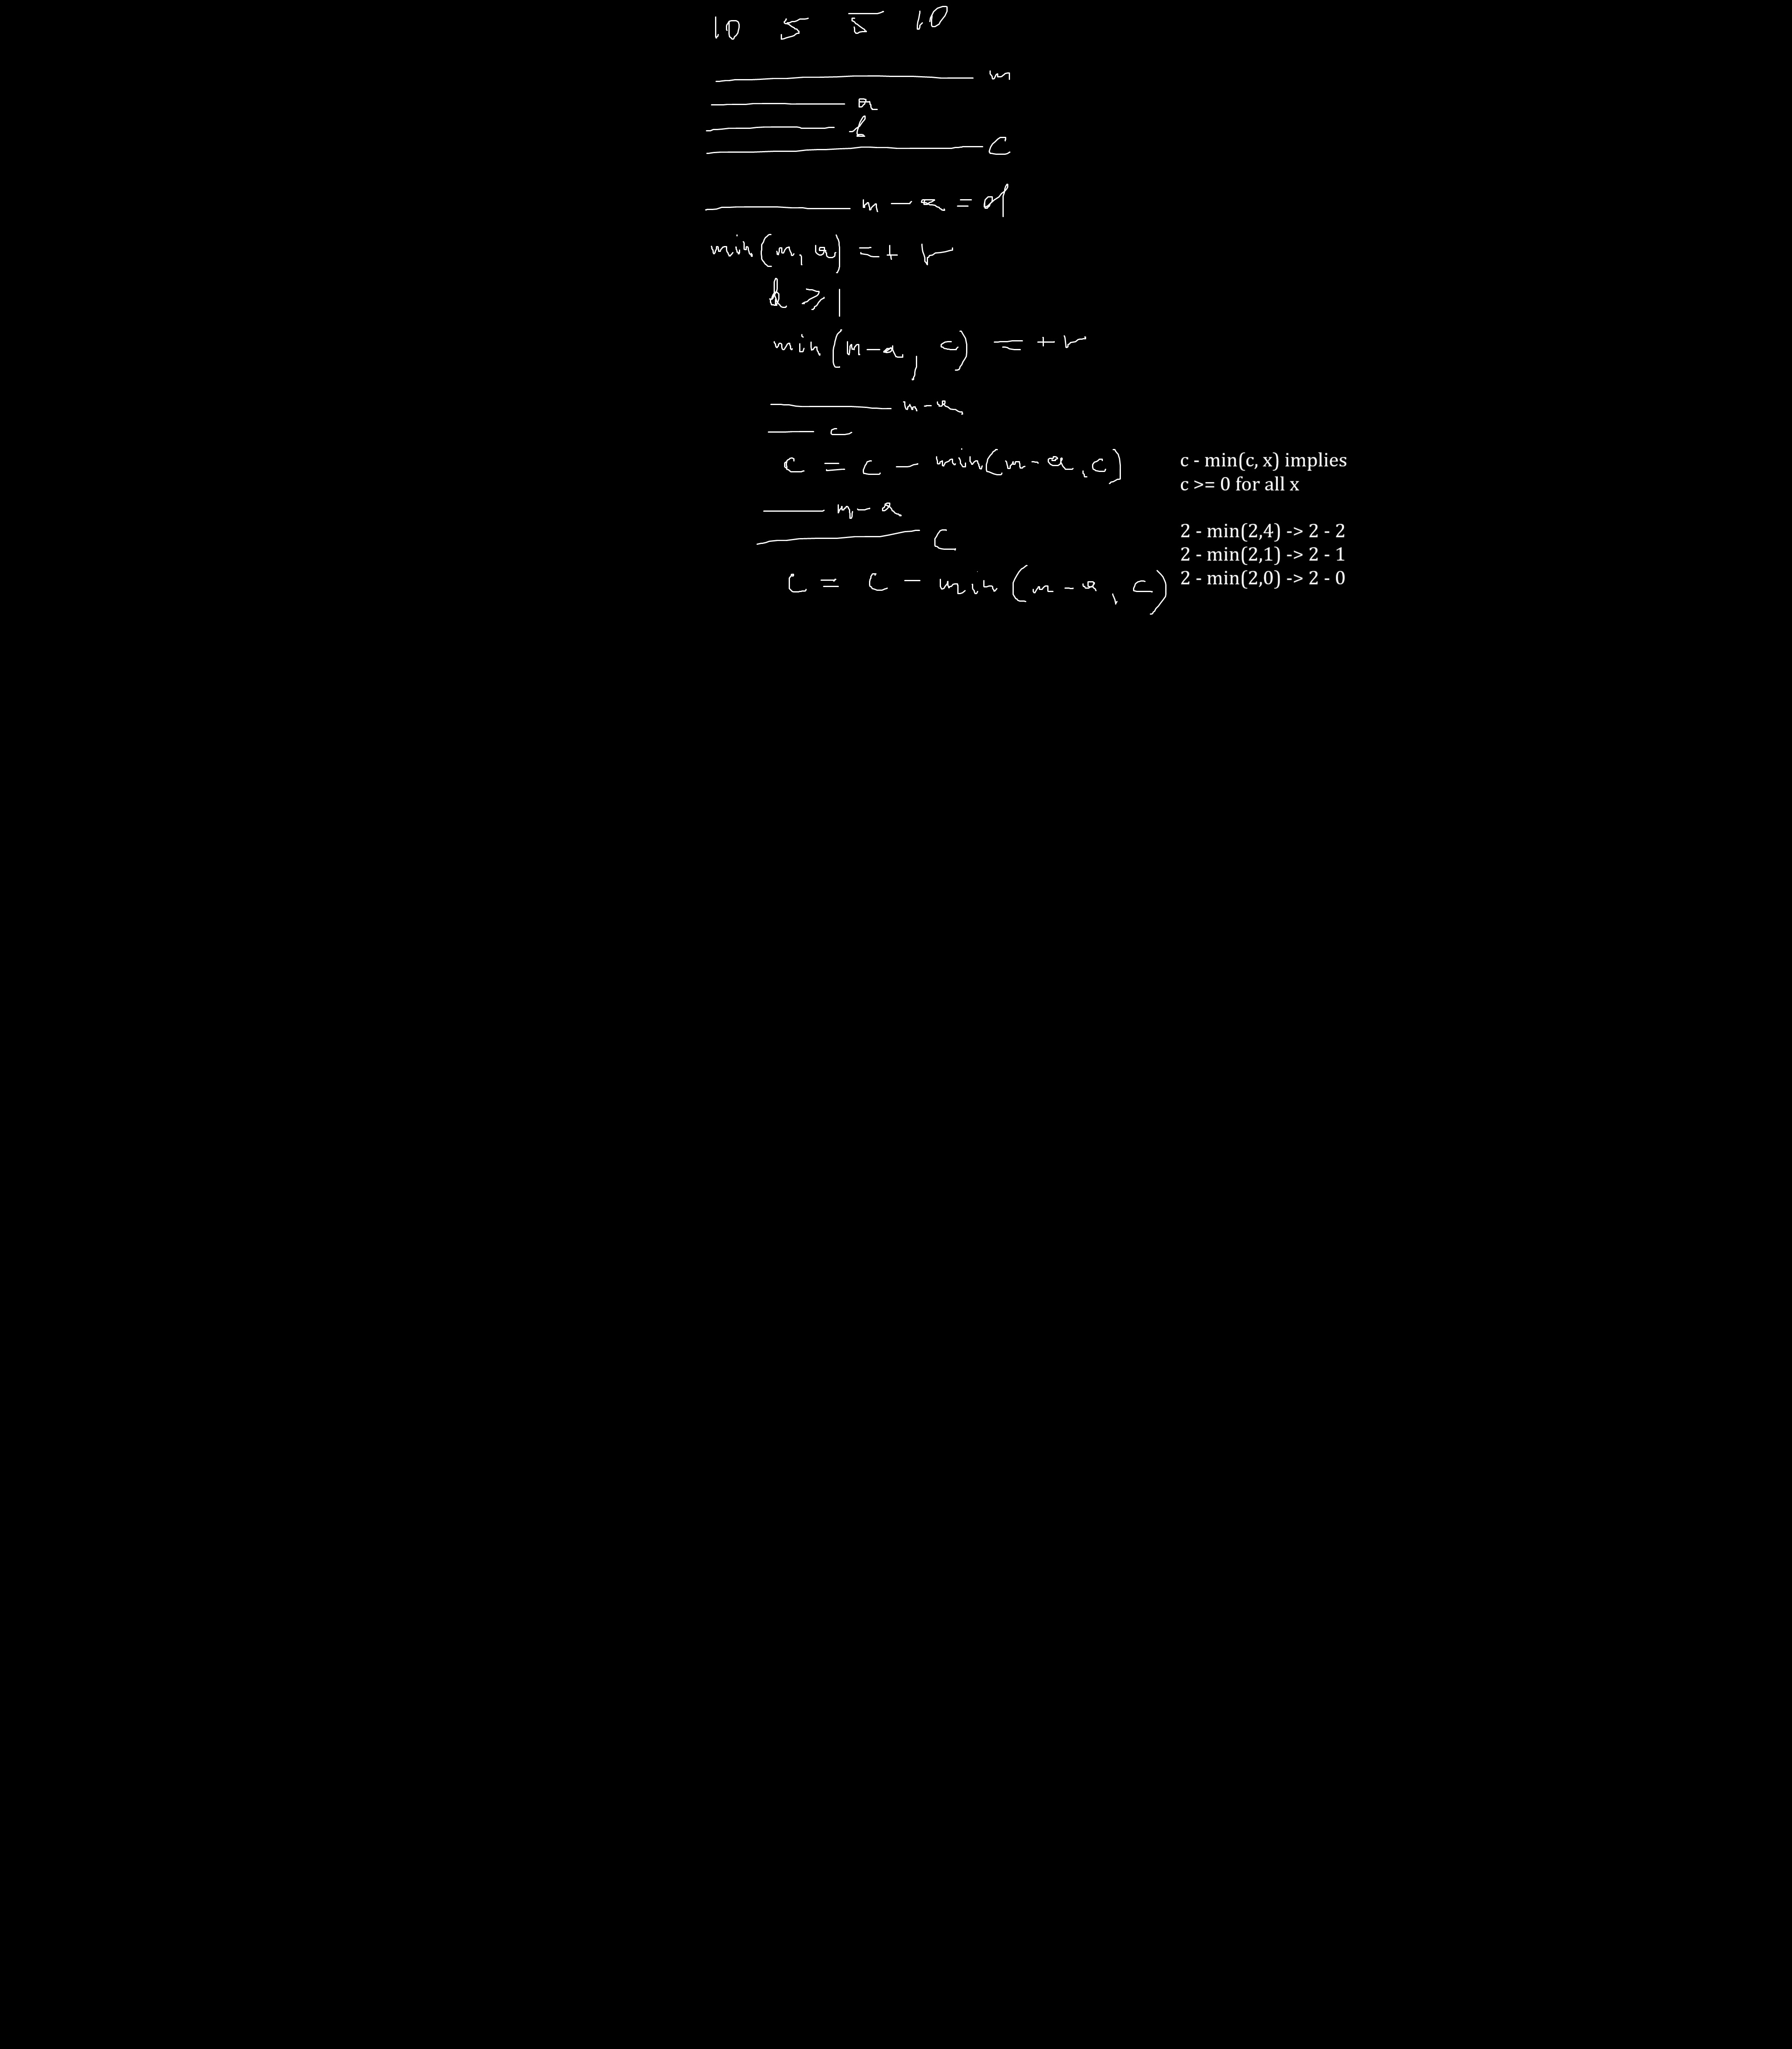 10 5 5 10
m
a
b
c
m - a = d
min(m, a) = + r
d ⩾ 1
min(m-a, c) = + r
m-a
c
c = c - min(m-a, c)
m-a
c
c = c - min(m-a, c)
c - min(c, x) implies
c >= 0 for all x
2 - min(2,4) -> 2 - 2
2 - min(2,1) -> 2 - 1
2 - min(2,0) -> 2 - 0